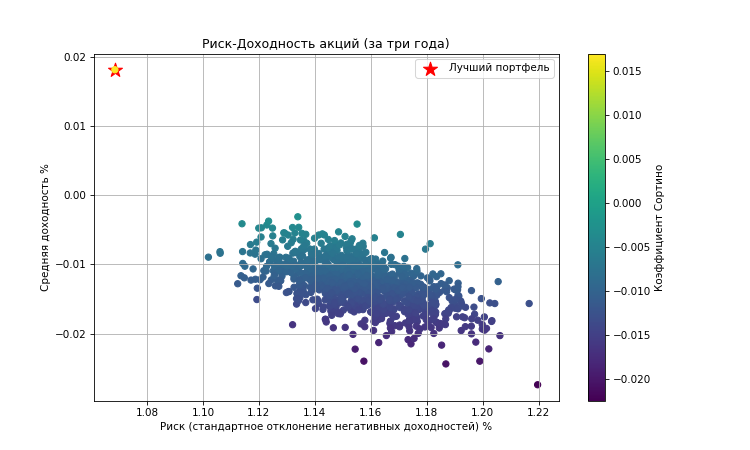 Риск-Доходность акций (за три года)
Лучший портфель
Средняя доходность %
0.02
0.01
0.00
−0.01
−0.02
1.08 1.10 1.12 1.14 1.16 1.18 1.20 1.22
Риск (стандартное отклонение негативных доходностей) %
0.015
0.010
0.005
0.000
−0.005
−0.010
−0.015
−0.020
Коэффициент Сортино